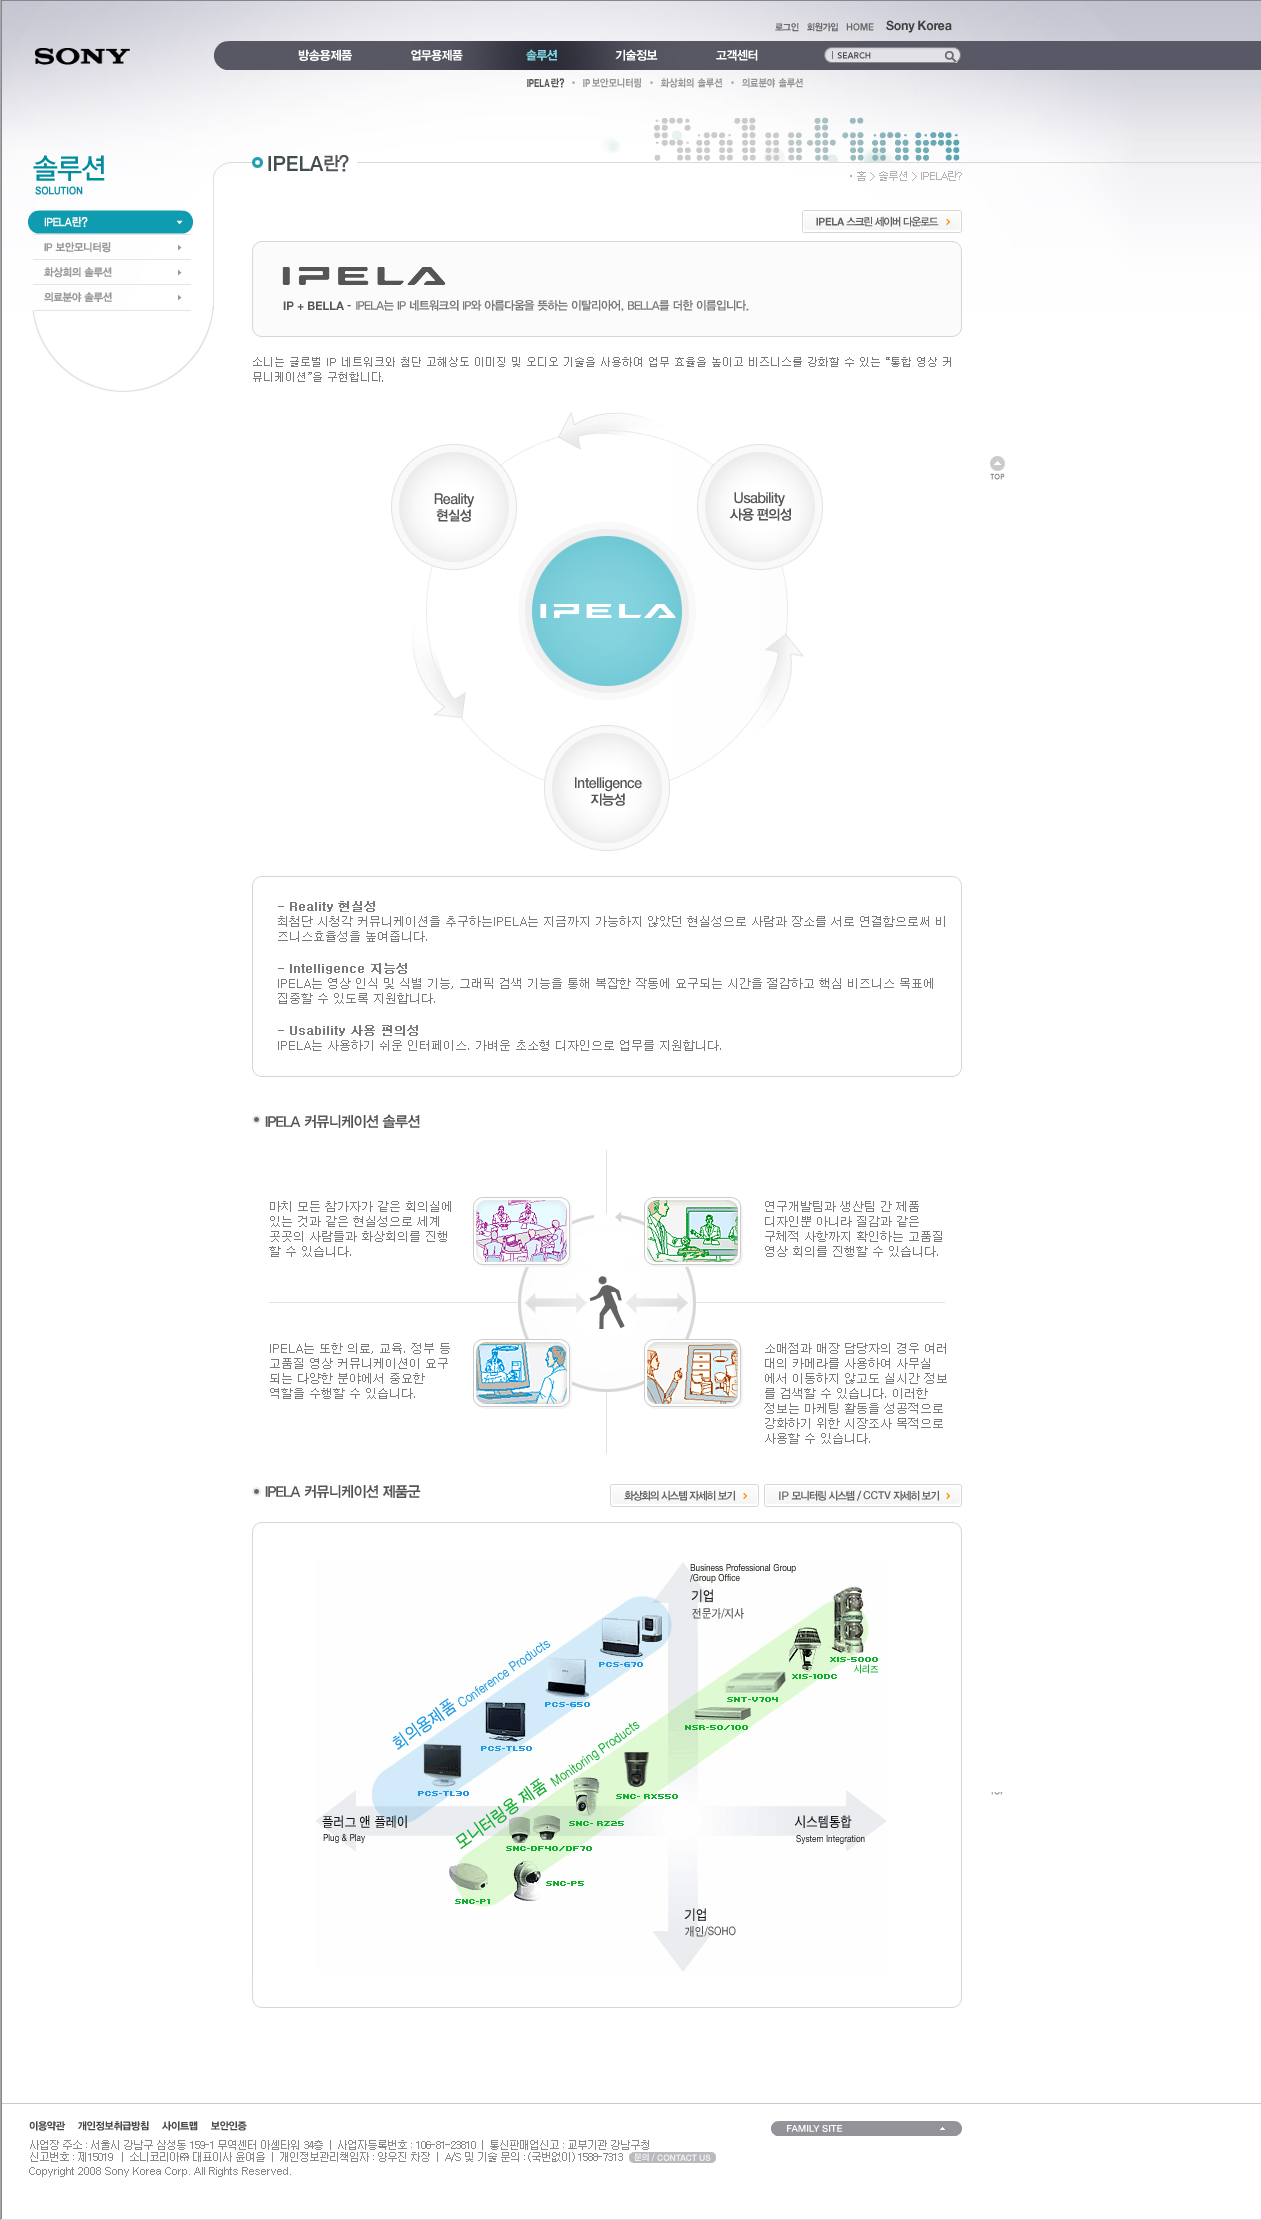 로그인 회원가입 HOME Sony Korea
SONY
방송용제품 업무용제품 솔루션 기술정보 고객센터 SEARCH
IPELA란? IP 보안모니터링 화상회의 솔루션 의료분야 솔루션
Solution
솔루션
SOLUTION
IPELA란?
IP 보안모니터링
화상회의 솔루션
의료분야 솔루션
IPELA란?
홈 > 솔루션 > IPELA란?
IPELA 스크린 세이버 다운로드
IPELA
IP + BELLA - IPELA는 IP 네트워크의 IP와 아름다움을 뜻하는 이탈리아어, BELLA를 더한 이름입니다.
소니는 글로벌 IP 네트워크와 첨단 고해상도 이미징 및 오디오 기술을 사용하여 업무 효율을 높이고 비즈니스를 강화할 수 있는 “통합 영상 커
뮤니케이션”을 구현합니다.
Reality
현실성
Usability
사용 편의성
IPELA
Intelligence
지능성
TOP
- Reality 현실성
최첨단 시청각 커뮤니케이션을 추구하는IPELA는 지금까지 가능하지 않았던 현실성으로 사람과 장소를 서로 연결함으로써 비
즈니스효율성을 높여줍니다.
- Intelligence 지능성
IPELA는 영상 인식 및 식별 기능, 그래픽 검색 기능을 통해 복잡한 작동에 요구되는 시간을 절감하고 핵심 비즈니스 목표에
집중할 수 있도록 지원합니다.
- Usability 사용 편의성
IPELA는 사용하기 쉬운 인터페이스, 가벼운 초소형 디자인으로 업무를 지원합니다.
IPELA 커뮤니케이션 솔루션
마치 모든 참가자가 같은 회의실에
있는 것과 같은 현실성으로 세계
곳곳의 사람들과 화상회의를 진행
할 수 있습니다.
연구개발팀과 생산팀 간 제품
디자인뿐 아니라 질감과 같은
구체적 사항까지 확인하는 고품질
영상 회의를 진행할 수 있습니다.
IPELA는 또한 의료, 교육, 정부 등
고품질 영상 커뮤니케이션이 요구
되는 다양한 분야에서 중요한
역할을 수행할 수 있습니다.
소매점과 매장 담당자의 경우 여러
대의 카메라를 사용하여 사무실
에서 이동하지 않고도 실시간 정보
를 검색할 수 있습니다. 이러한
정보는 마케팅 활동을 성공적으로
강화하기 위한 시장조사 목적으로
사용할 수 있습니다.
IPELA 커뮤니케이션 제품군
화상회의 시스템 자세히 보기
IP 모니터링 시스템 / CCTV 자세히 보기
Business Professional Group
/Group Office
기업
전문가/지사
회의용제품 Conference Products
PCS-670
PCS-650
PCS-TL50
PCS-TL30
모니터링용 제품 Monitoring Products
XIS-5000
시리즈
XIS-10DC
SNT-V704
NSR-50/100
SNC- RX550
SNC- RZ25
SNC-DF40/DF70
SNC-P5
SNC-P1
플러그 앤 플레이
Plug & Play
시스템통합
System Integration
기업
개인/SOHO
이용약관 개인정보취급방침 사이트맵 보안인증
FAMILY SITE
사업장 주소 : 서울시 강남구 삼성동 159-1 무역센터 아셈타워 34층 | 사업자등록번호 : 106-81-23810 | 통신판매업신고 : 교부기관 강남구청
신고번호 : 제15019 | 소니코리아㈜ 대표이사 윤여을 | 개인정보관리책임자 : 양우진 차장 | A/S 및 기술 문의 : (국번없이) 1588-7313 문의 / CONTACT US
Copyright 2008 Sony Korea Corp. All Rights Reserved.